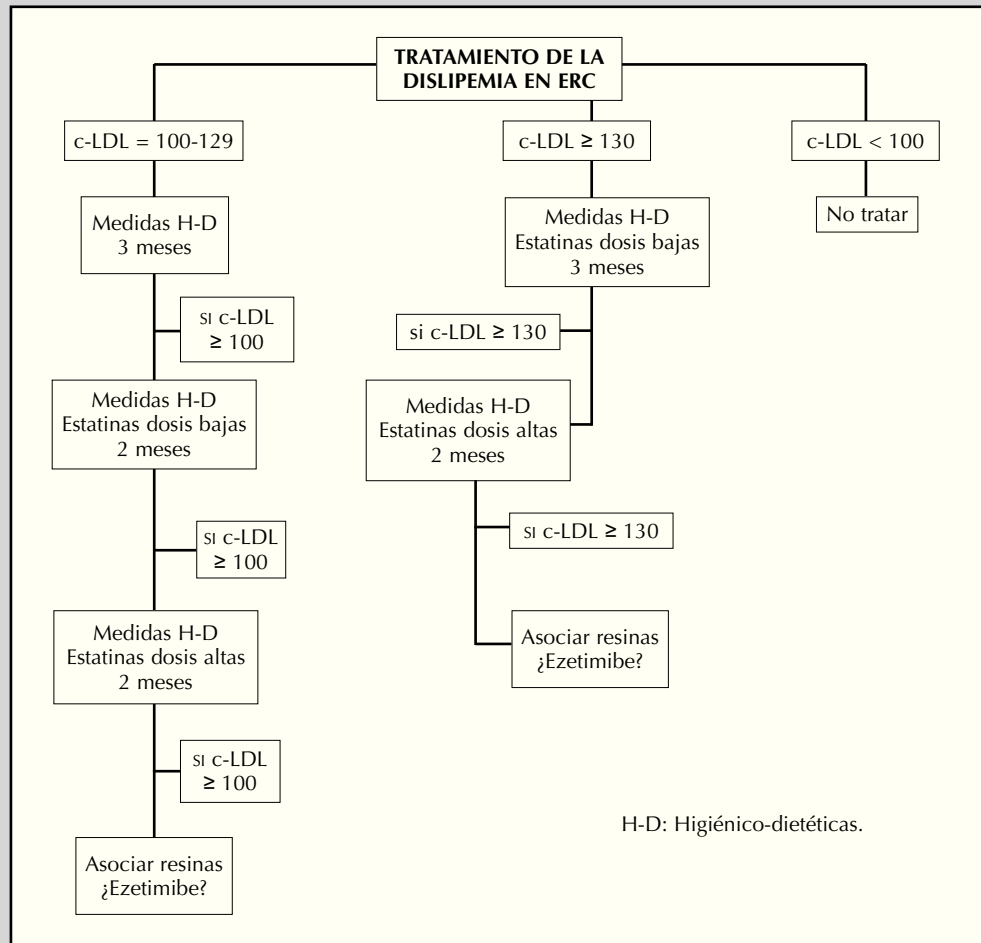 TRATAMIENTO DE LA
DISLIPEMIA EN ERC
c-LDL = 100-129
Medidas H-D
3 meses
SI c-LDL
≥ 100
Medidas H-D
Estatinas dosis bajas
2 meses
SI c-LDL
≥ 100
Medidas H-D
Estatinas dosis altas
2 meses
SI c-LDL
≥ 100
Asociar resinas
¿Ezetimibe?
c-LDL ≥ 130
Medidas H-D
Estatinas dosis bajas
3 meses
si c-LDL ≥ 130
Medidas H-D
Estatinas dosis altas
2 meses
SI c-LDL ≥ 130
Asociar resinas
¿Ezetimibe?
c-LDL < 100
No tratar
H-D: Higiénico-dietéticas.